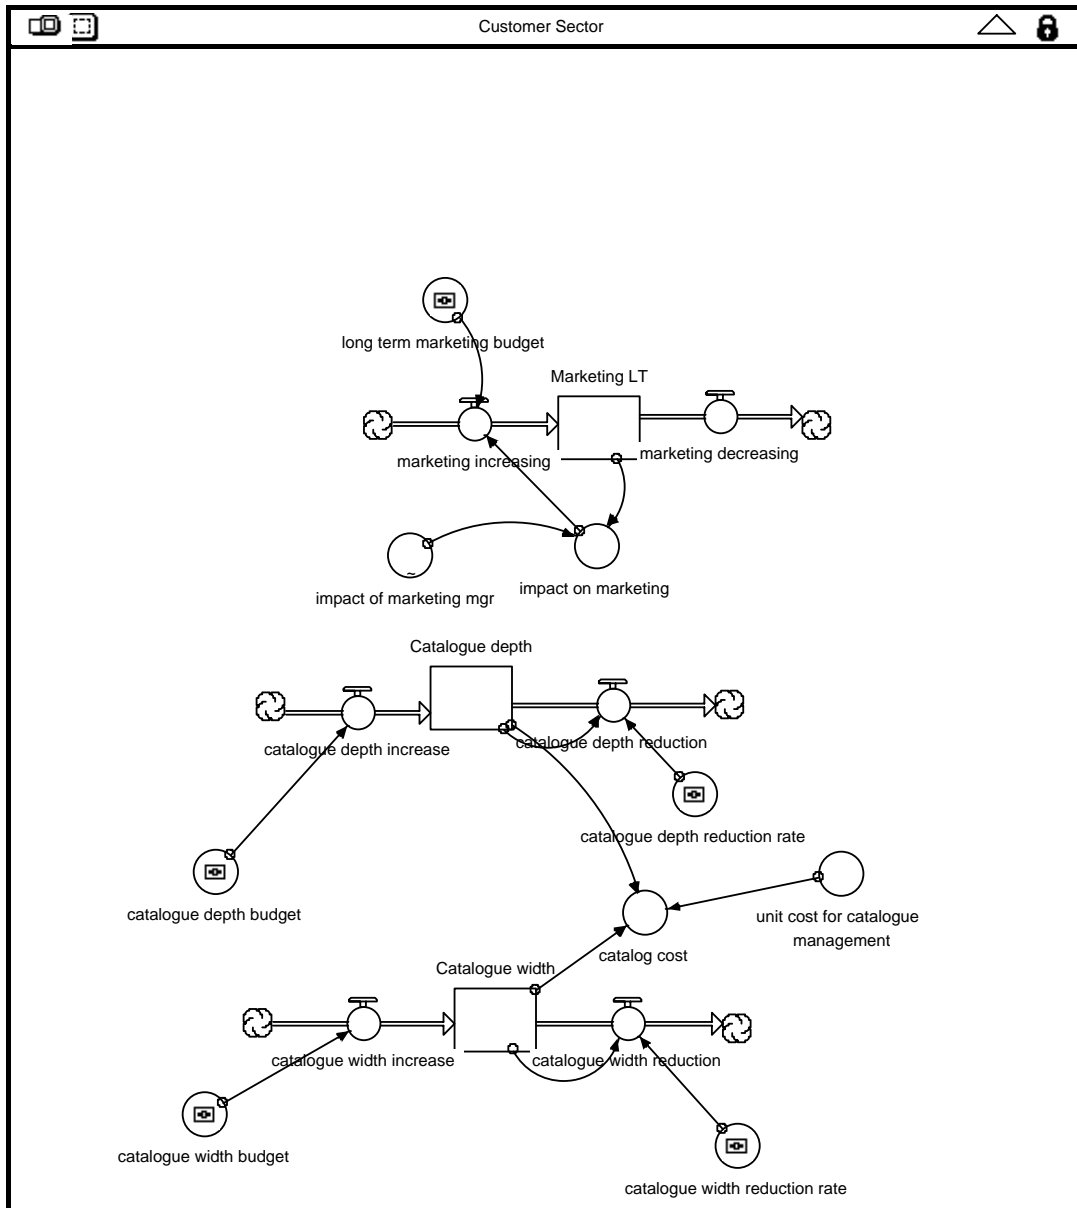 Customer Sector
long term marketing budget
Marketing LT
marketing increasing
marketing decreasing
impact of marketing mgr
impact on marketing
~
Catalogue depth
catalogue depth increase
catalogue depth reduction
catalogue depth reduction rate
catalogue depth budget
unit cost for catalogue
management
catalog cost
Catalogue width
catalogue width increase
catalogue width reduction
catalogue width budget
catalogue width reduction rate